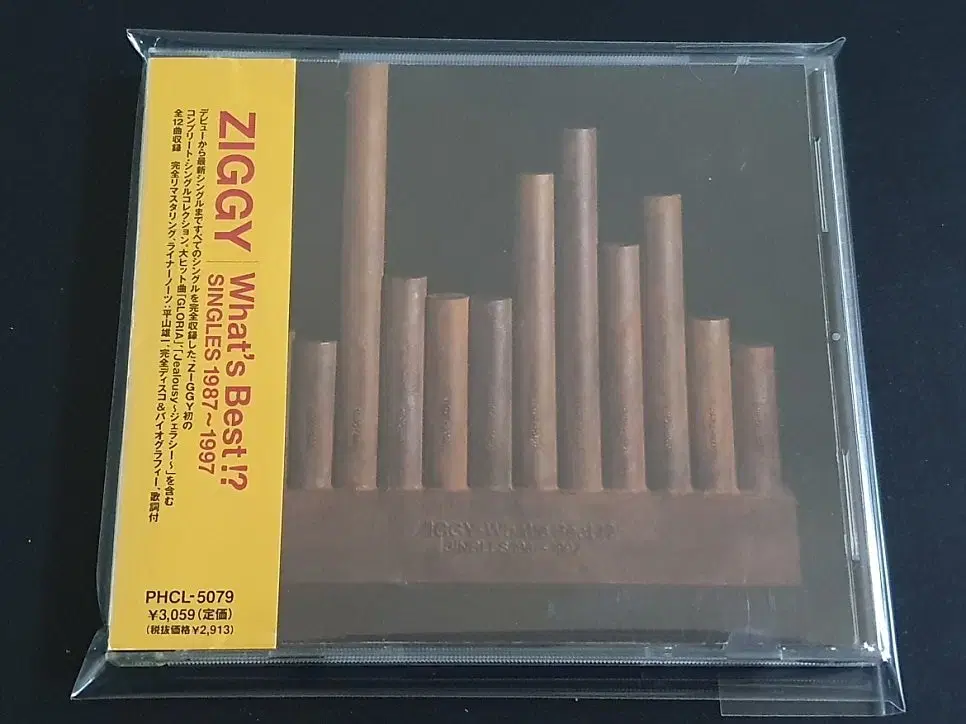 ZIGGY What's Best!?
SINGLES 1987〜1997
デビューから最新シングルまですべてのシングルを完全収録した、ZIGGY初の
コンプリート・シングルコレクション。大ヒット曲「GLORIA」、「Jealousy〜ジェラシー〜」を含む
全12曲収録 完全リマスタリング、ライナーノーツ:平山雄一、完全ディスコ&バイオグラフィー、歌詞付
PHCL-5079
¥3,059(定価)
(税抜価格¥2,913)
ZIGGY What's Best!?
SINGLES 1987〜1997